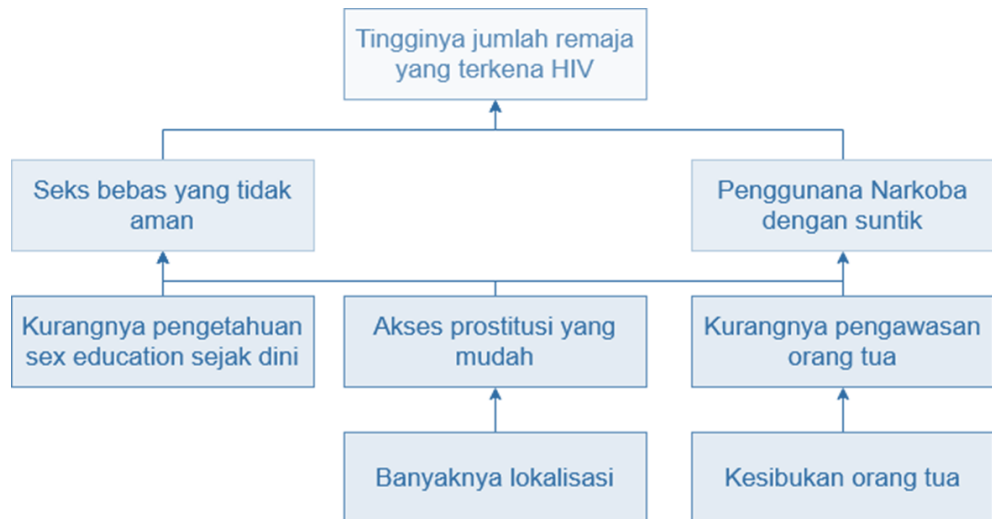 Tingginya jumlah remaja
yang terkena HIV
Seks bebas yang tidak
aman
Penggunana Narkoba
dengan suntik
Kurangnya pengetahuan
sex education sejak dini
Akses prostitusi yang
mudah
Kurangnya pengawasan
orang tua
Banyaknya lokalisasi
Kesibukan orang tua